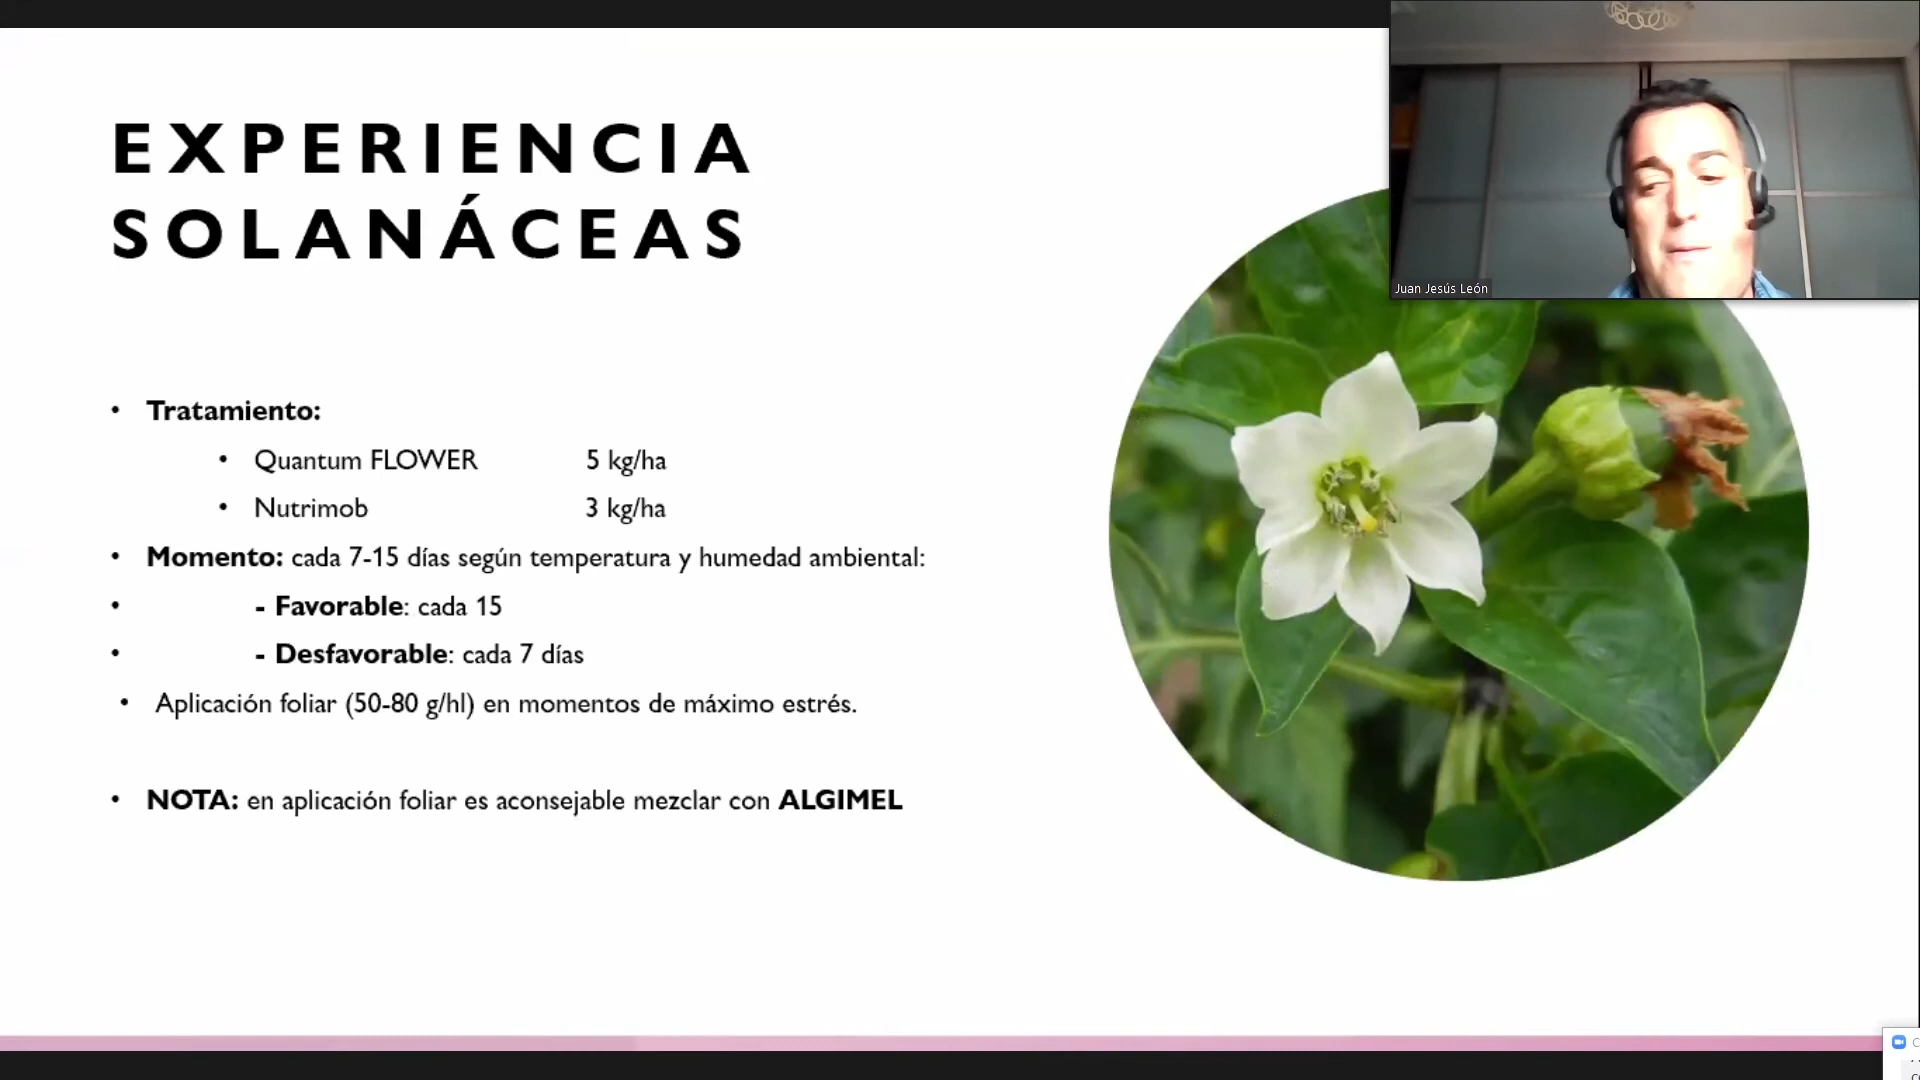 EXPERIENCIA
SOLANÁCEAS
Juan Jesús León
• Tratamiento:
• Quantum FLOWER 5 kg/ha
• Nutrimob 3 kg/ha
• Momento: cada 7-15 días según temperatura y humedad ambiental:
• - Favorable: cada 15
• - Desfavorable: cada 7 días
• Aplicación foliar (50-80 g/hl) en momentos de máximo estrés.
• NOTA: en aplicación foliar es aconsejable mezclar con ALGIMEL